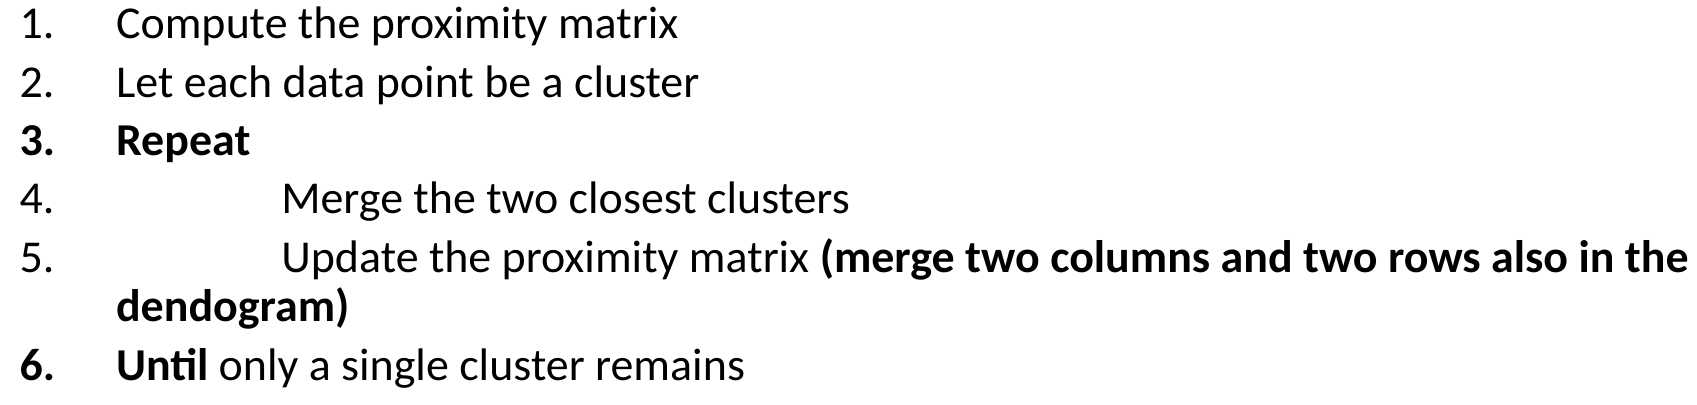 1. Compute the proximity matrix
2. Let each data point be a cluster
3. Repeat
4. Merge the two closest clusters
5. Update the proximity matrix (merge two columns and two rows also in the
dendogram)
6. Until only a single cluster remains